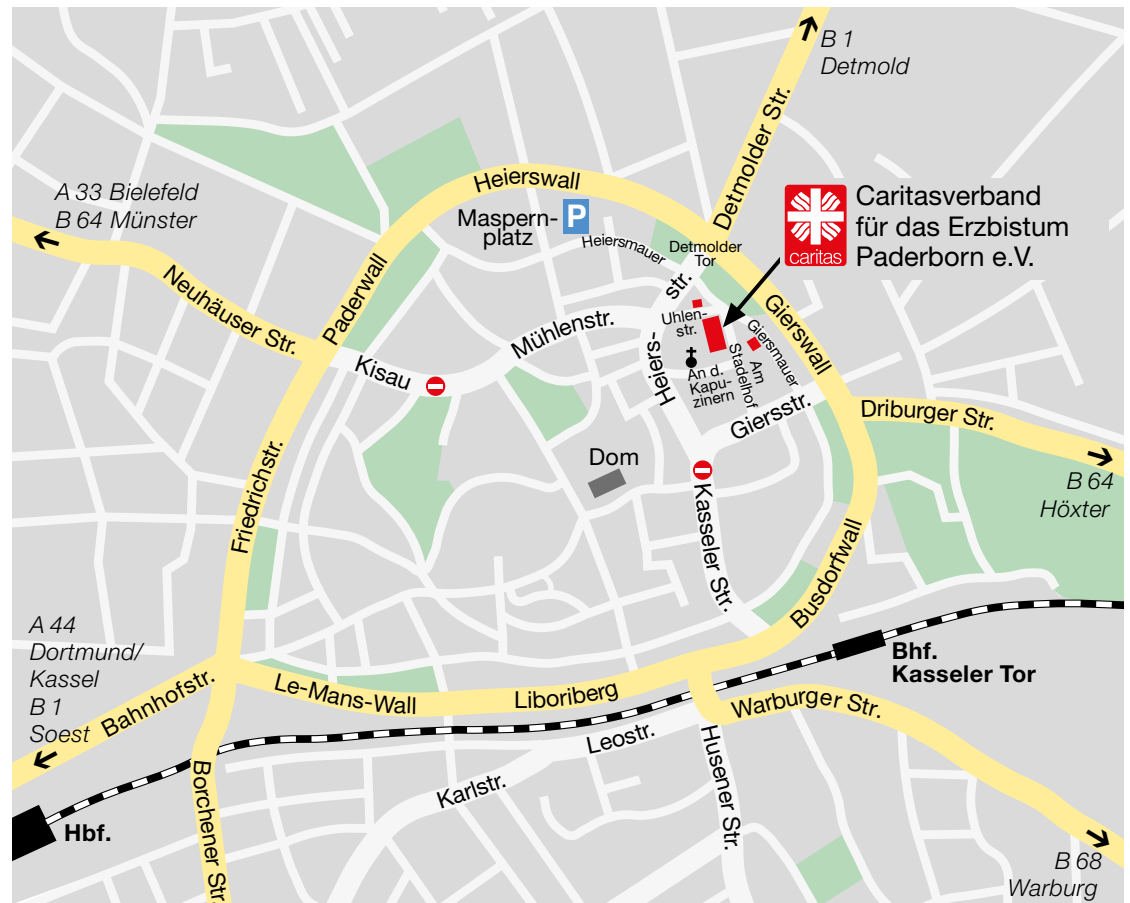 B 1
Detmold
Detmolder Str.
A 33 Bielefeld
B 64 Münster
Heierswall
Caritasverband
für das Erzbistum
Paderborn e.V.
caritas
Maspern-
platz
P
Heiersmauer
Detmolder
Tor
Neuhäuser Str.
Paderwall
Kisau
Mühlenstr.
Heiers-
str.
Uhlen-
str.
Gierswall
Giersmauer
Am
Stadelhof
An d.
Kapu-
zinern
Giersstr.
Driburger Str.
B 64
Höxter
Dom
Friedrichstr.
Kasseler Str.
Busdorfwall
A 44
Dortmund/
Kassel
B 1
Soest
Bahnhofstr.
Le-Mans-Wall
Liboriberg
Bhf.
Kasseler Tor
Warburger Str.
Leostr.
Husener Str.
Karlstr.
Borchener Str.
Hbf.
B 68
Warburg